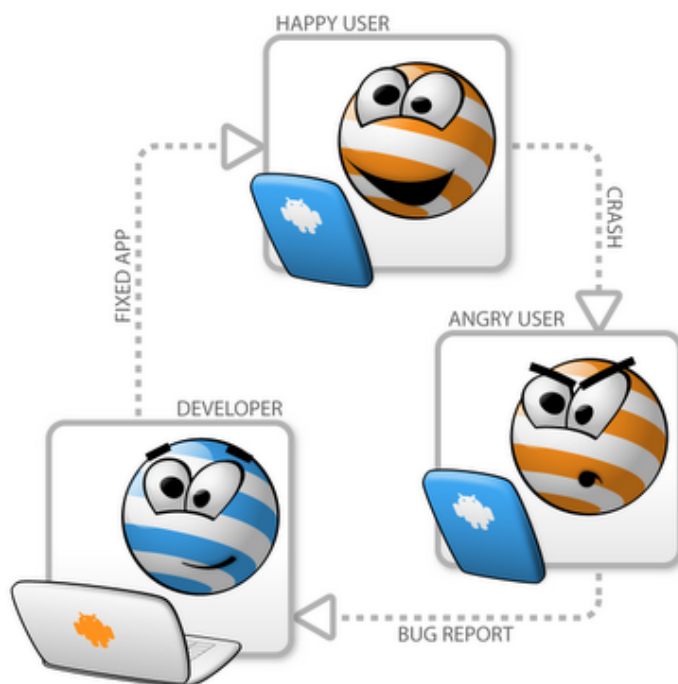 HAPPY USER
CRASH
ANGRY USER
FIXED APP
DEVELOPER
BUG REPORT